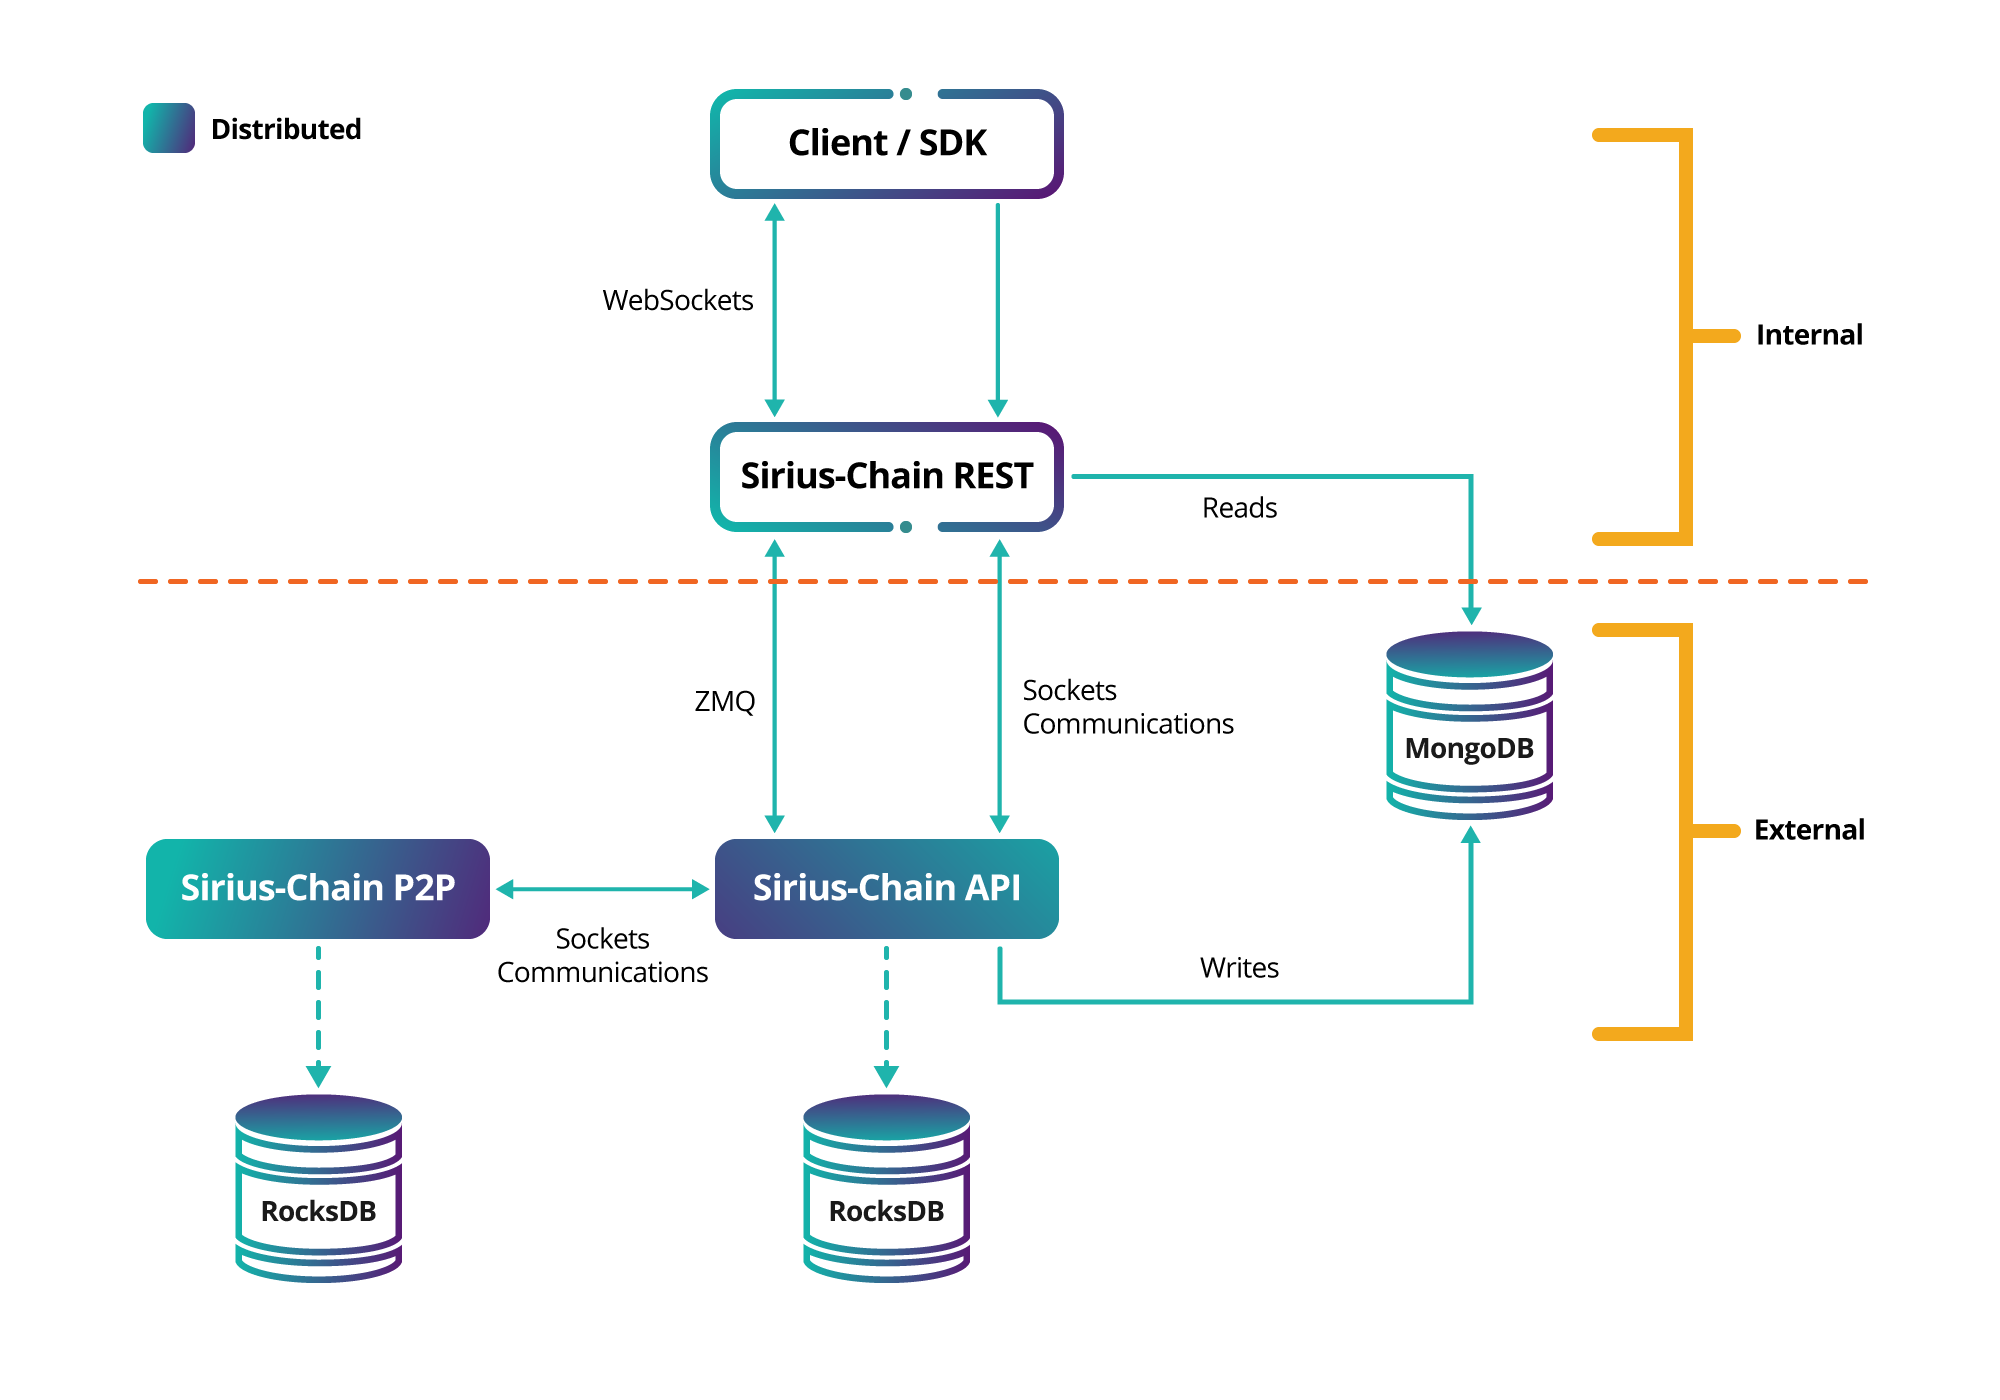 Distributed
Client / SDK
WebSockets
Internal
Sirius-Chain REST
Reads
ZMQ
Sockets
Communications
MongoDB
External
Sirius-Chain P2P
Sirius-Chain API
Sockets
Communications
Writes
RocksDB
RocksDB